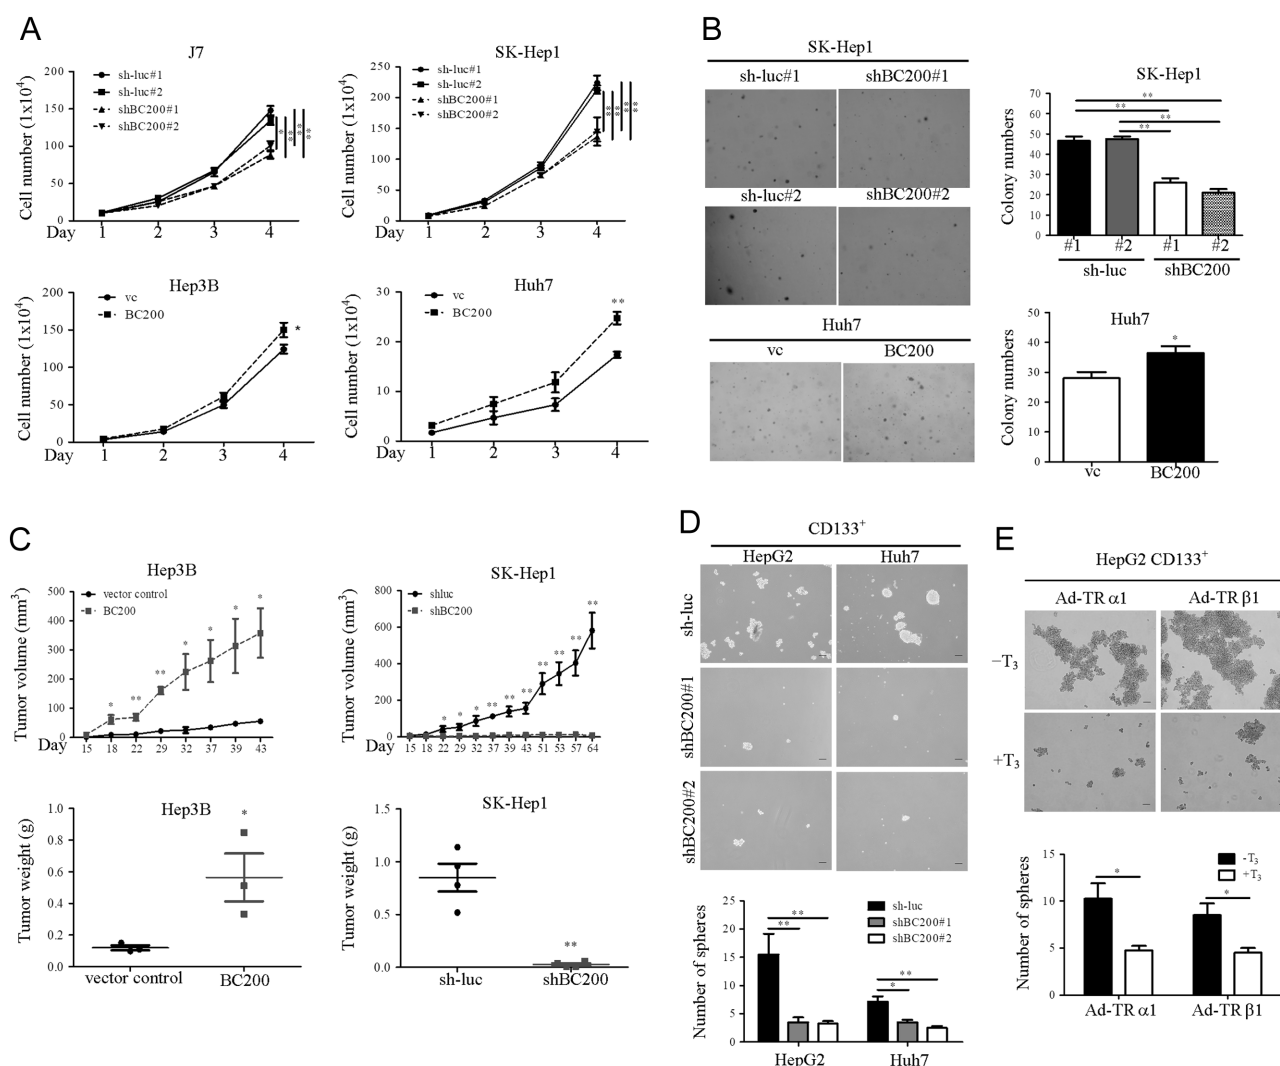 A
J7
Cell number (1x10⁴)
200
150
100
50
0
sh-luc#1
sh-luc#2
shBC200#1
shBC200#2
*
**
**
**
Day 1 2 3 4
SK-Hep1
Cell number (1x10⁴)
250
200
150
100
50
0
sh-luc#1
sh-luc#2
shBC200#1
shBC200#2
**
**
**
**
Day 1 2 3 4
Hep3B
Cell number (1x10⁴)
200
150
100
50
0
vc
BC200
*
Day 1 2 3 4
Huh7
Cell number (1x10⁴)
30
20
10
0
vc
BC200
**
Day 1 2 3 4
B
SK-Hep1
sh-luc#1 shBC200#1
sh-luc#2 shBC200#2
Huh7
vc BC200
SK-Hep1
Colony numbers
70
60
50
40
30
20
10
0
**
**
**
**
#1 #2 #1 #2
sh-luc shBC200
Huh7
Colony numbers
50
40
30
20
10
0
*
vc BC200
C
Hep3B
Tumor volume (mm³)
500
400
300
200
100
0
vector control
BC200
* ** ** * * * *
Day 15 18 22 29 32 37 39 43
SK-Hep1
Tumor volume (mm³)
800
600
400
200
0
shluc
shBC200
* * * ** ** ** ** ** ** **
Day 15 18 22 29 32 37 39 43 51 53 57 64
Hep3B
Tumor weight (g)
1.0
0.8
0.6
0.4
0.2
0.0
*
vector control BC200
SK-Hep1
Tumor weight (g)
1.5
1.0
0.5
0.0
**
sh-luc shBC200
D
CD133⁺
HepG2 Huh7
sh-luc
shBC200#1
shBC200#2
Number of spheres
25
20
15
10
5
0
sh-luc
shBC200#1
shBC200#2
**
**
**
*
HepG2 Huh7
E
HepG2 CD133⁺
Ad-TR α1 Ad-TR β1
−T₃
+T₃
Number of spheres
15
10
5
0
-T₃
+T₃
*
*
Ad-TR α1 Ad-TR β1